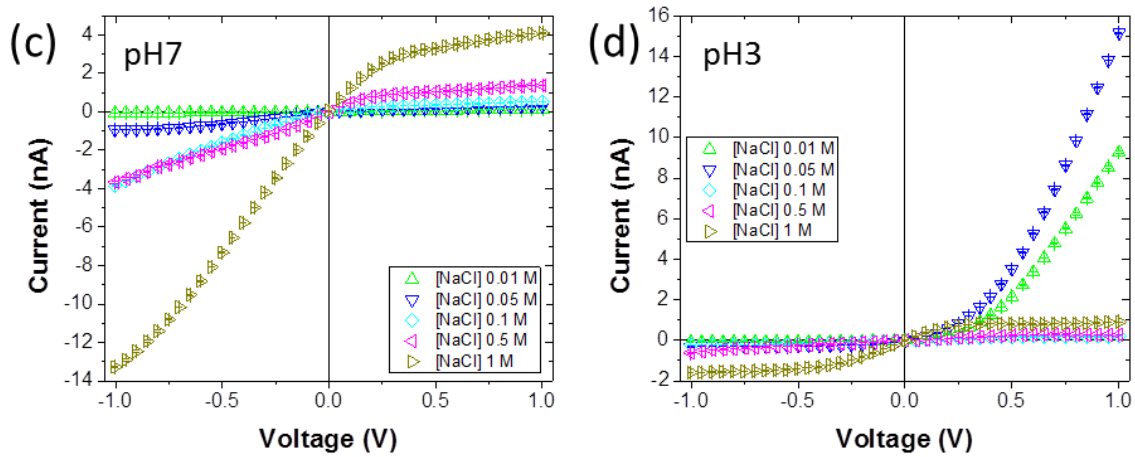 (c)
pH7
Current (nA)
4
2
0
-2
-4
-6
-8
-10
-12
-14
[NaCl] 0.01 M
[NaCl] 0.05 M
[NaCl] 0.1 M
[NaCl] 0.5 M
[NaCl] 1 M
-1.0
-0.5
0.0
0.5
1.0
Voltage (V)
(d)
pH3
Current (nA)
16
14
12
10
8
6
4
2
0
-2
[NaCl] 0.01 M
[NaCl] 0.05 M
[NaCl] 0.1 M
[NaCl] 0.5 M
[NaCl] 1 M
-1.0
-0.5
0.0
0.5
1.0
Voltage (V)